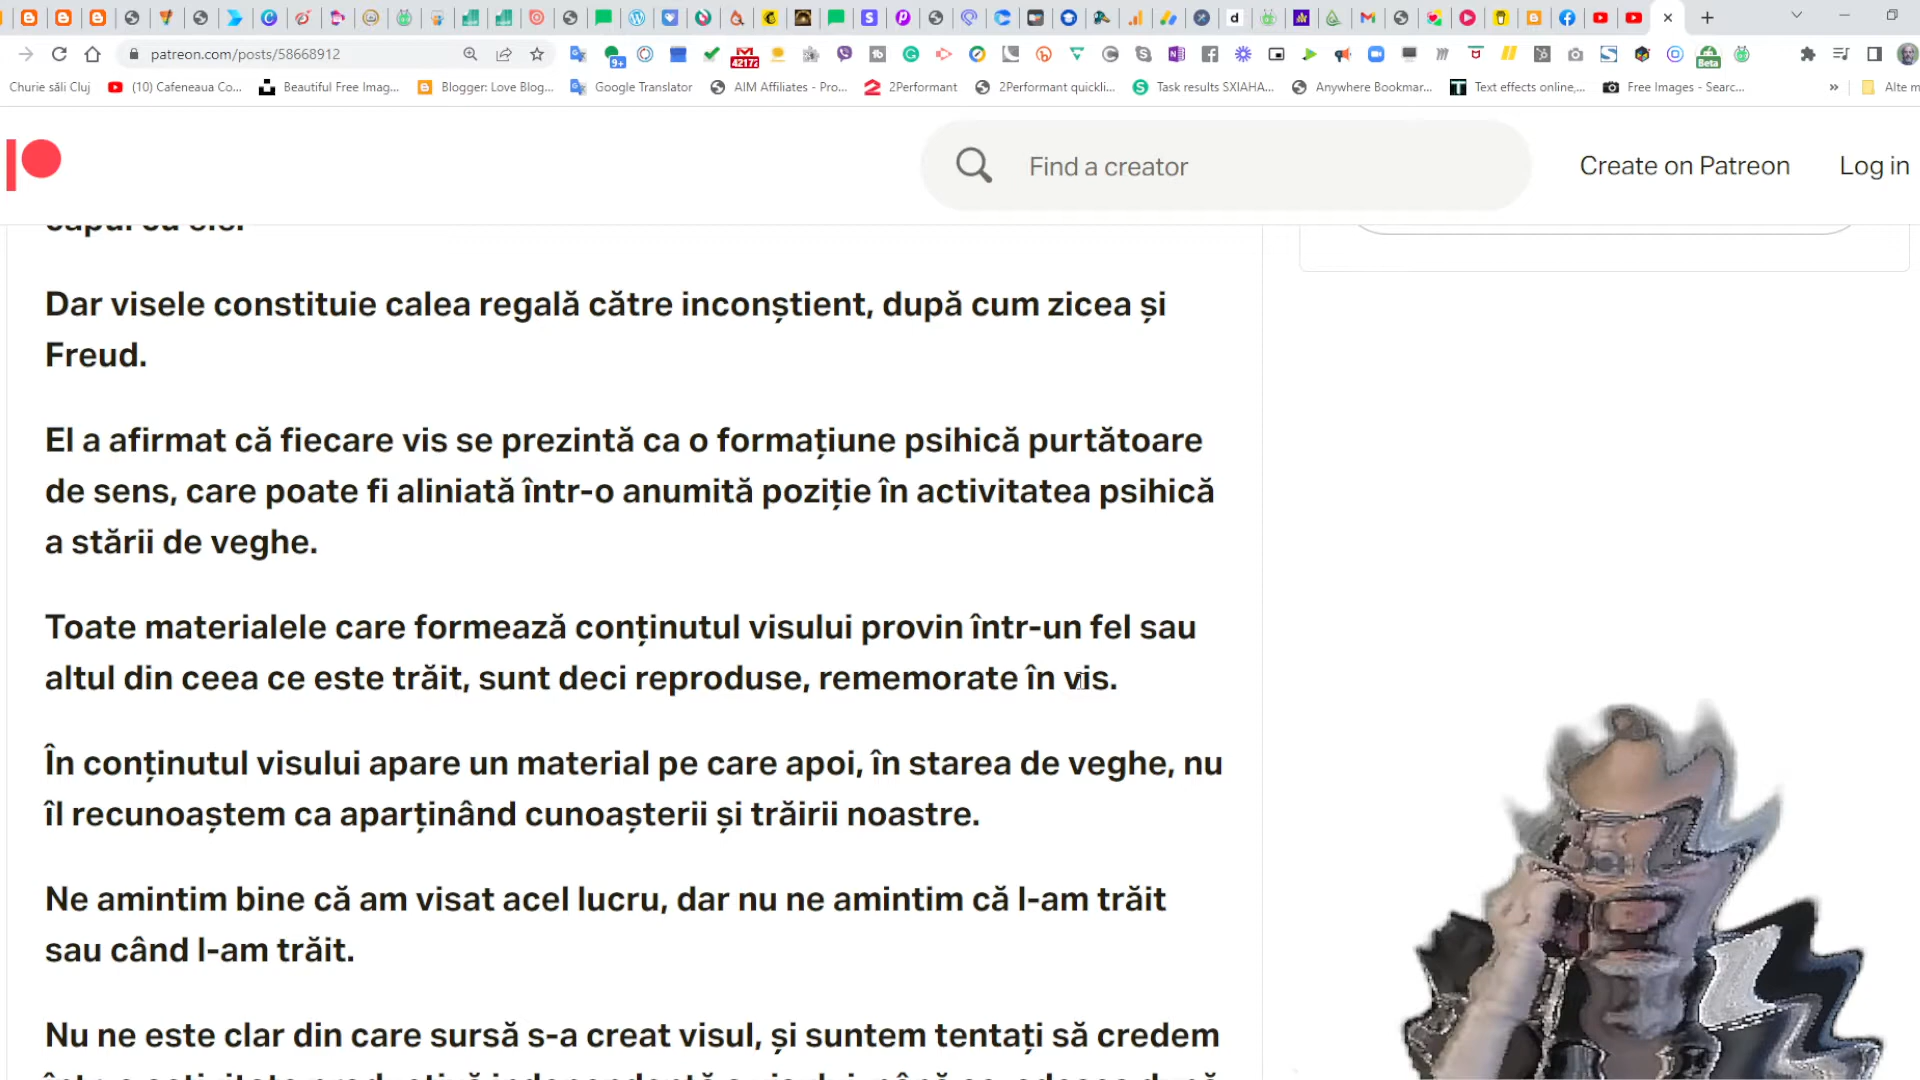 patreon.com/posts/58668912
9+
42172
Beta
Churie săli Cluj
(10) Cafeneaua Co...
Beautiful Free Imag...
Blogger: Love Blog...
Google Translator
AIM Affiliates - Pro...
2Performant
2Performant quickli...
Task results SXIAHA...
Anywhere Bookmar...
Text effects online,...
Free Images - Searc...
»
Alte m
Find a creator
Create on Patreon
Log in
Dar visele constituie calea regală către inconștient, după cum zicea și
Freud.
El a afirmat că fiecare vis se prezintă ca o formațiune psihică purtătoare
de sens, care poate fi aliniată într-o anumită poziție în activitatea psihică
a stării de veghe.
Toate materialele care formează conținutul visului provin într-un fel sau
altul din ceea ce este trăit, sunt deci reproduse, rememorate în vis.
În conținutul visului apare un material pe care apoi, în starea de veghe, nu
îl recunoaștem ca aparținând cunoașterii și trăirii noastre.
Ne amintim bine că am visat acel lucru, dar nu ne amintim că l-am trăit
sau când l-am trăit.
Nu ne este clar din care sursă s-a creat visul, și suntem tentați să credem